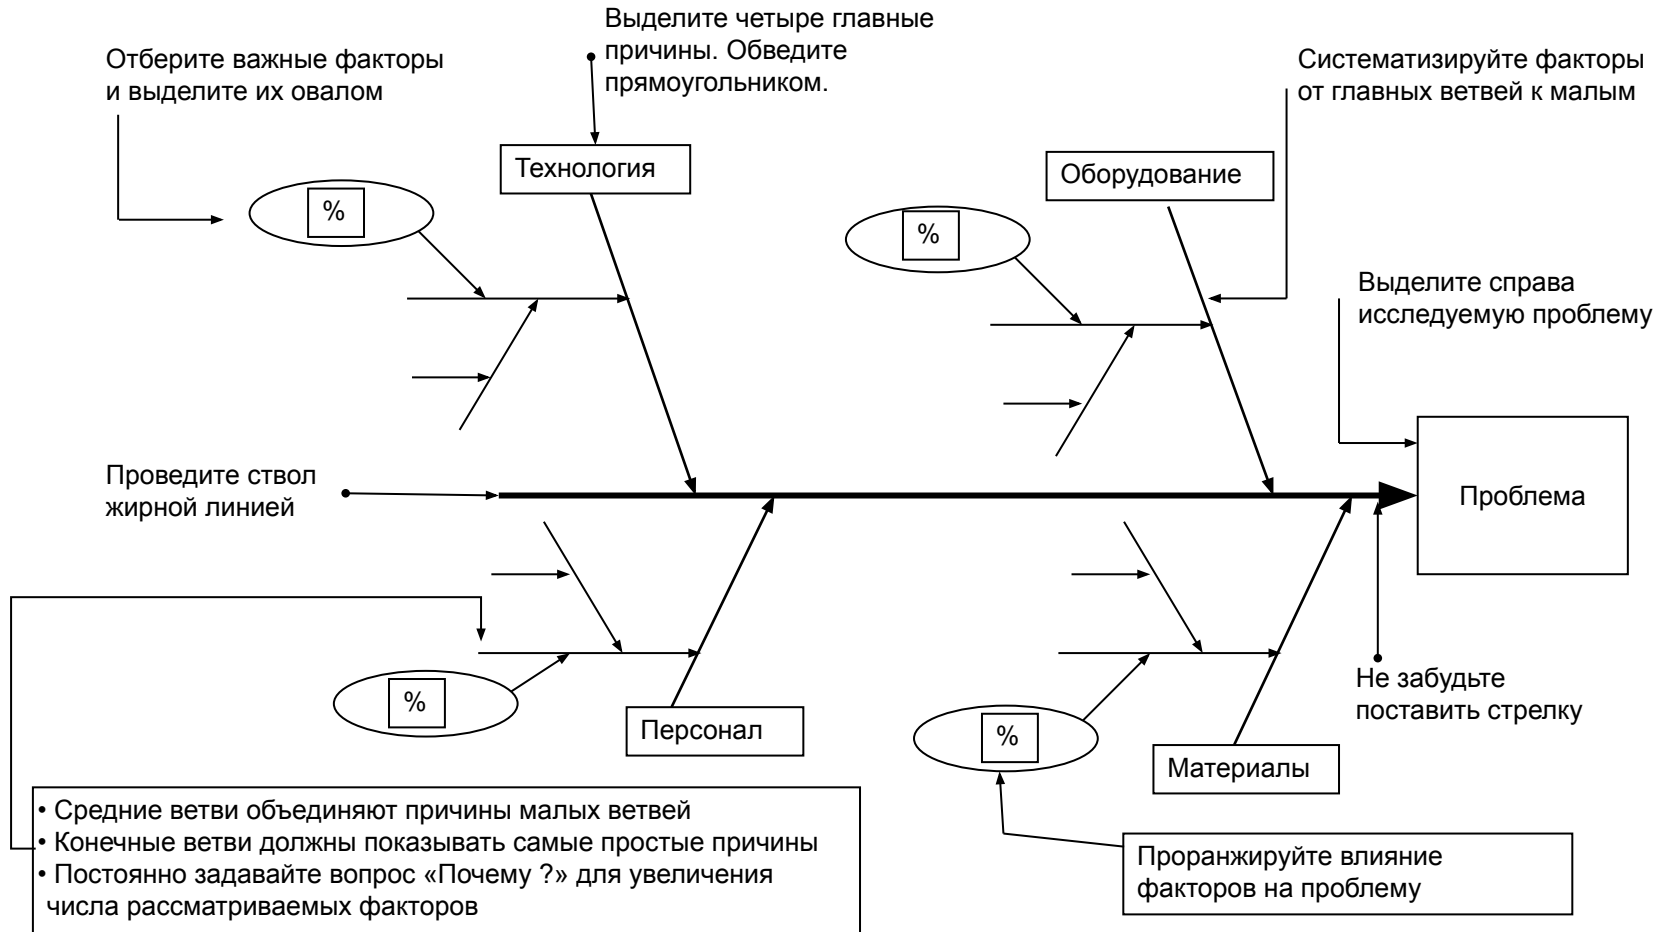 Выделите четыре главные
причины. Обведите
прямоугольником.
Отберите важные факторы
и выделите их овалом
Систематизируйте факторы
от главных ветвей к малым
Технология
Оборудование
%
%
Выделите справа
исследуемую проблему
Проведите ствол
жирной линией
Проблема
%
Персонал
%
Материалы
Не забудьте
поставить стрелку
• Средние ветви объединяют причины малых ветвей
• Конечные ветви должны показывать самые простые причины
• Постоянно задавайте вопрос «Почему ?» для увеличения
числа рассматриваемых факторов
Проранжируйте влияние
факторов на проблему